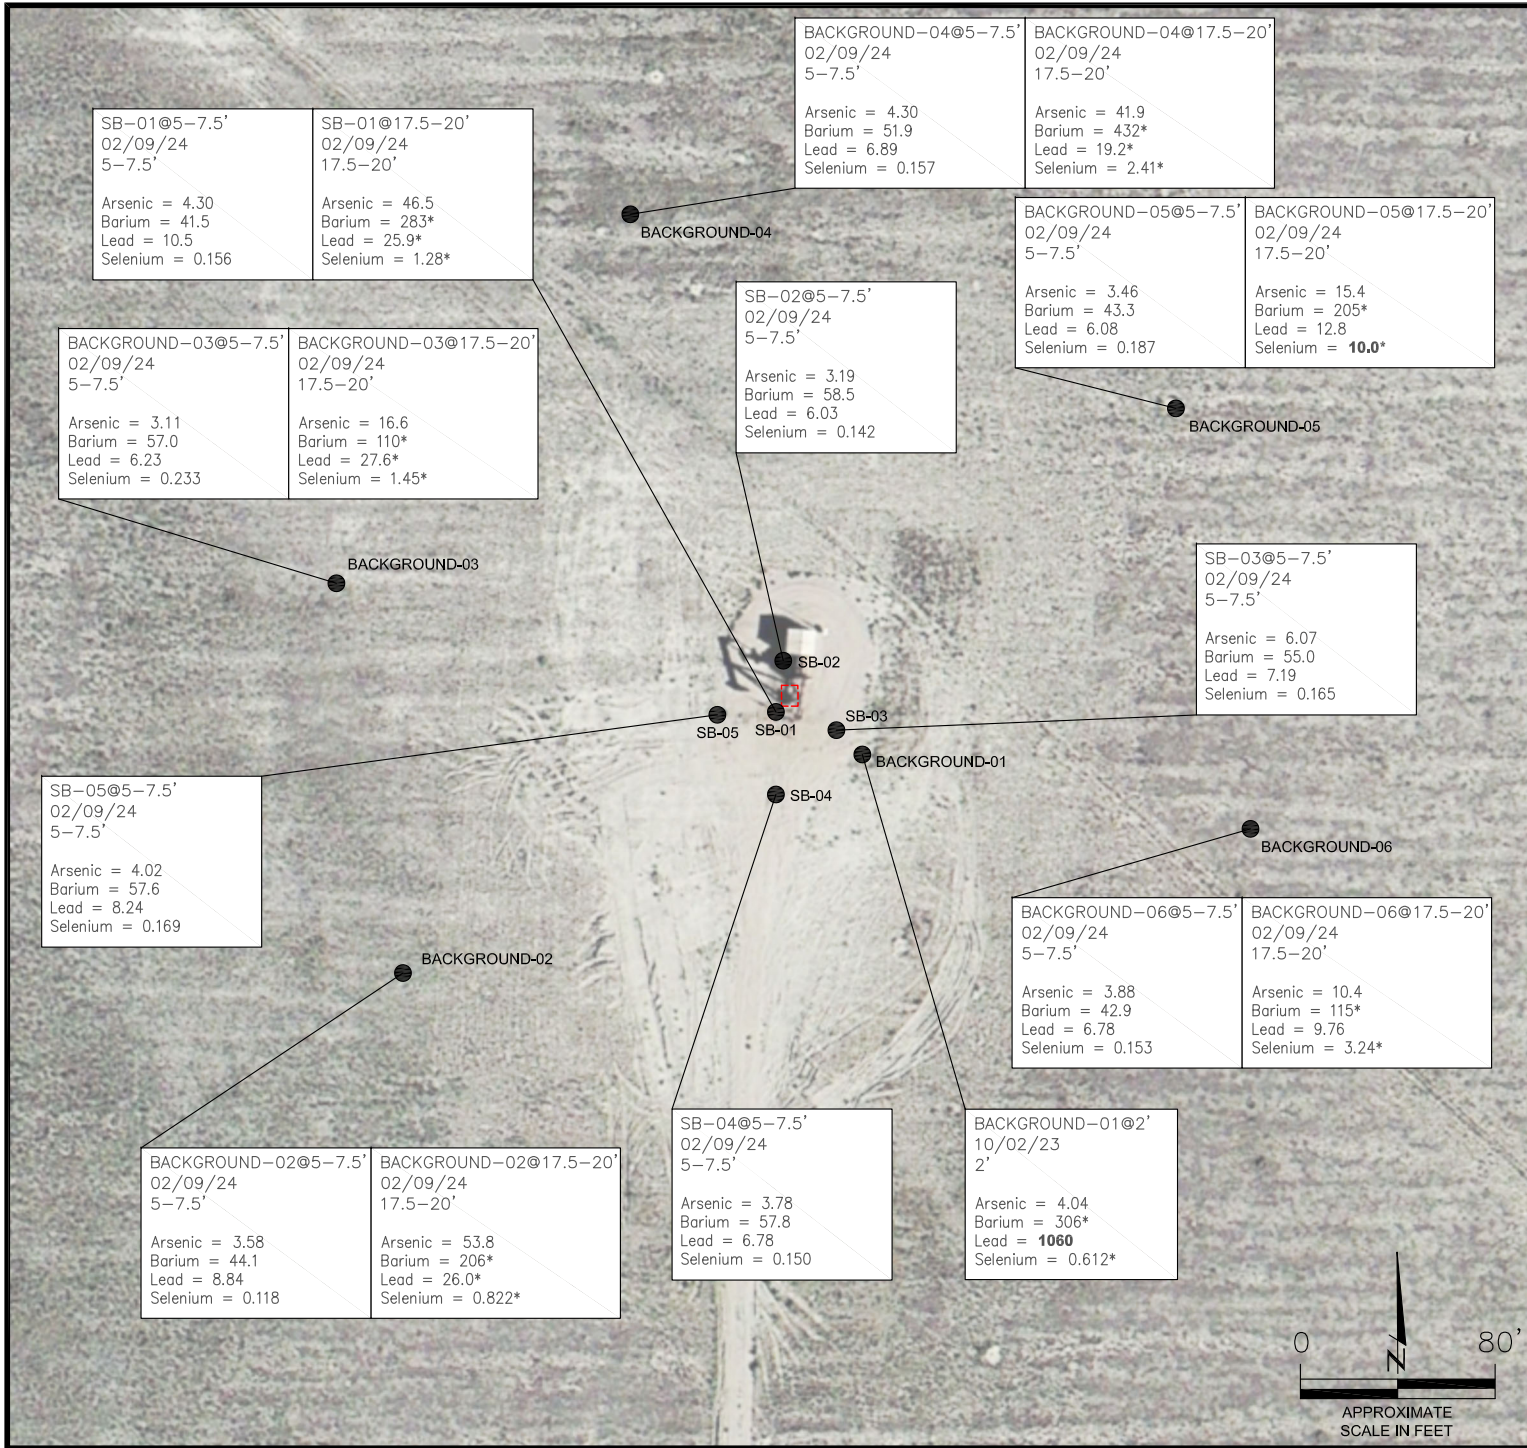 BACKGROUND-04@5-7.5'
02/09/24
5-7.5'
Arsenic = 4.30
Barium = 51.9
Lead = 6.89
Selenium = 0.157
BACKGROUND-04@17.5-20'
02/09/24
17.5-20'
Arsenic = 41.9
Barium = 432*
Lead = 19.2*
Selenium = 2.41*
SB-01@5-7.5'
02/09/24
5-7.5'
Arsenic = 4.30
Barium = 41.5
Lead = 10.5
Selenium = 0.156
SB-01@17.5-20'
02/09/24
17.5-20'
Arsenic = 46.5
Barium = 283*
Lead = 25.9*
Selenium = 1.28*
BACKGROUND-04
BACKGROUND-05@5-7.5'
02/09/24
5-7.5'
Arsenic = 3.46
Barium = 43.3
Lead = 6.08
Selenium = 0.187
BACKGROUND-05@17.5-20'
02/09/24
17.5-20'
Arsenic = 15.4
Barium = 205*
Lead = 12.8
Selenium = 10.0*
SB-02@5-7.5'
02/09/24
5-7.5'
Arsenic = 3.19
Barium = 58.5
Lead = 6.03
Selenium = 0.142
BACKGROUND-03@5-7.5'
02/09/24
5-7.5'
Arsenic = 3.11
Barium = 57.0
Lead = 6.23
Selenium = 0.233
BACKGROUND-03@17.5-20'
02/09/24
17.5-20'
Arsenic = 16.6
Barium = 110*
Lead = 27.6*
Selenium = 1.45*
BACKGROUND-05
BACKGROUND-03
SB-03@5-7.5'
02/09/24
5-7.5'
Arsenic = 6.07
Barium = 55.0
Lead = 7.19
Selenium = 0.165
SB-02
SB-05
SB-01
SB-03
BACKGROUND-01
SB-04
SB-05@5-7.5'
02/09/24
5-7.5'
Arsenic = 4.02
Barium = 57.6
Lead = 8.24
Selenium = 0.169
BACKGROUND-06
BACKGROUND-02
BACKGROUND-06@5-7.5'
02/09/24
5-7.5'
Arsenic = 3.88
Barium = 42.9
Lead = 6.78
Selenium = 0.153
BACKGROUND-06@17.5-20'
02/09/24
17.5-20'
Arsenic = 10.4
Barium = 115*
Lead = 9.76
Selenium = 3.24*
BACKGROUND-02@5-7.5'
02/09/24
5-7.5'
Arsenic = 3.58
Barium = 44.1
Lead = 8.84
Selenium = 0.118
BACKGROUND-02@17.5-20'
02/09/24
17.5-20'
Arsenic = 53.8
Barium = 206*
Lead = 26.0*
Selenium = 0.822*
SB-04@5-7.5'
02/09/24
5-7.5'
Arsenic = 3.78
Barium = 57.8
Lead = 6.78
Selenium = 0.150
BACKGROUND-01@2'
10/02/23
2'
Arsenic = 4.04
Barium = 306*
Lead = 1060
Selenium = 0.612*
N
0 80'
APPROXIMATE
SCALE IN FEET